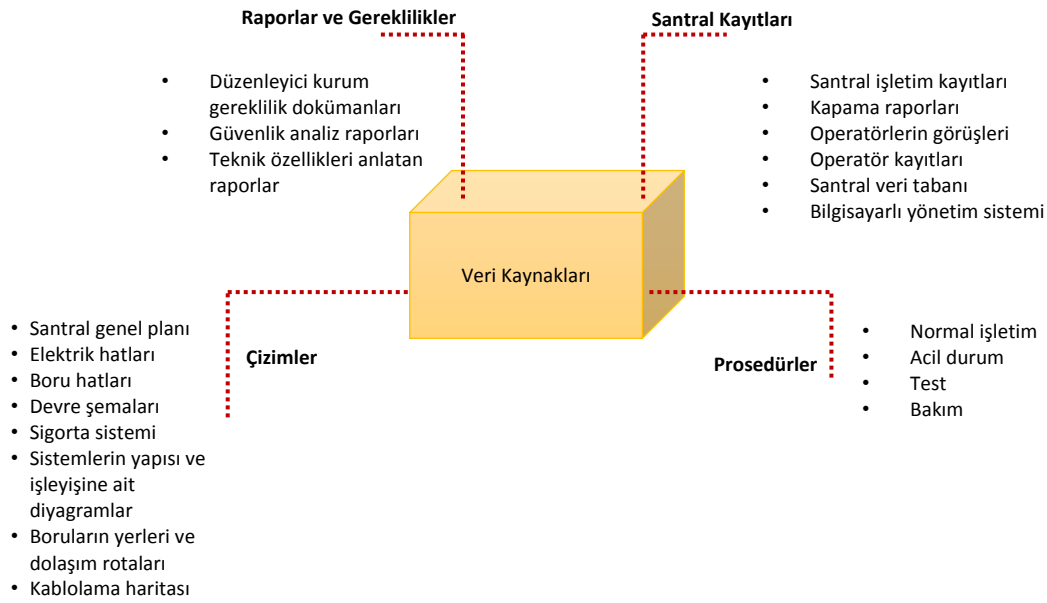 Raporlar ve Gereklilikler
• Düzenleyici kurum
gereklilik dokümanları
• Güvenlik analiz raporları
• Teknik özellikleri anlatan
raporlar
Santral Kayıtları
• Santral işletim kayıtları
• Kapama raporları
• Operatörlerin görüşleri
• Operatör kayıtları
• Santral veri tabanı
• Bilgisayarlı yönetim sistemi
Veri Kaynakları
Çizimler
• Santral genel planı
• Elektrik hatları
• Boru hatları
• Devre şemaları
• Sigorta sistemi
• Sistemlerin yapısı ve
işleyişine ait
diyagramlar
• Boruların yerleri ve
dolaşım rotaları
• Kablolama haritası
Prosedürler
• Normal işletim
• Acil durum
• Test
• Bakım